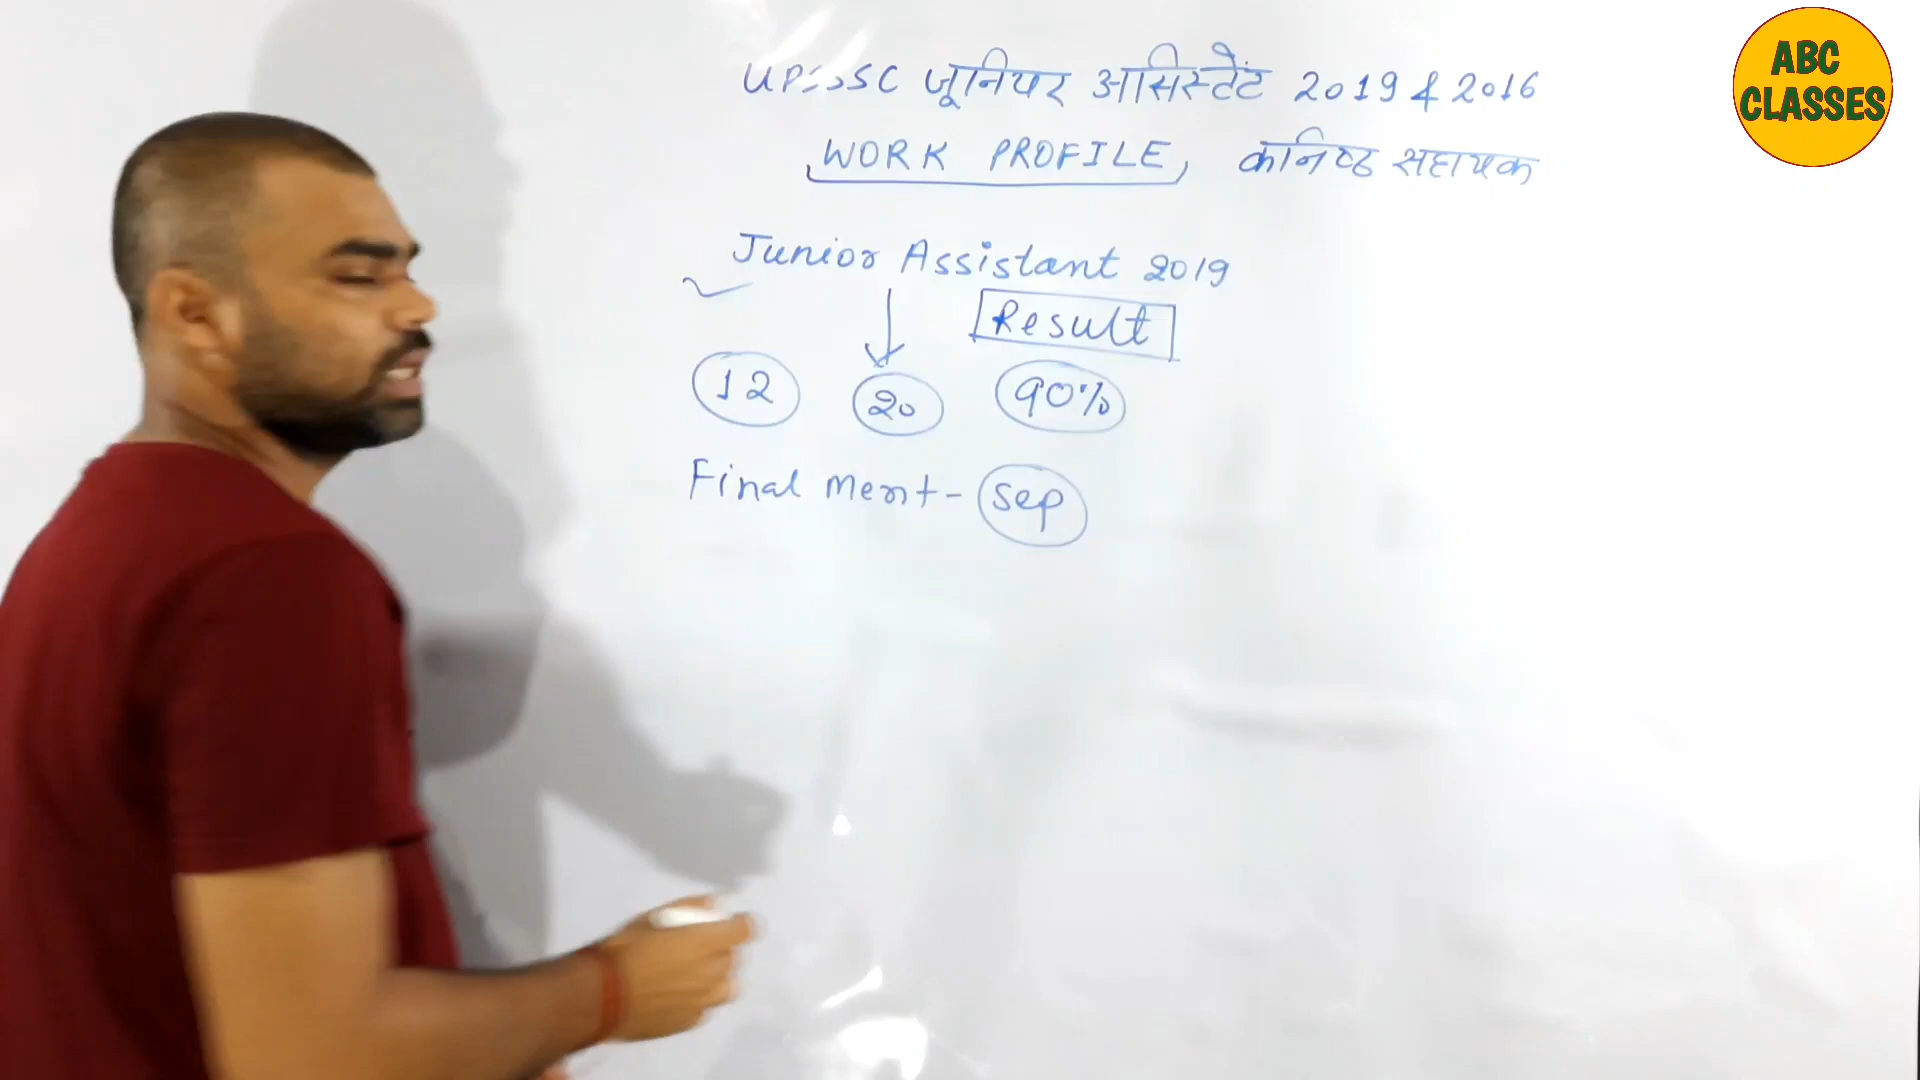 UPSSSC जूनियर असिस्टेंट 2019 & 2016
WORK PROFILE, कनिष्ठ सहायक
Junior Assistant 2019
Result
12 20 90%
Final merit - Sep
ABC
CLASSES